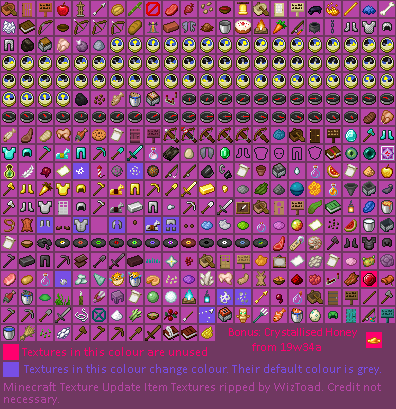 Bonus: Crystallised Honey
from 19w34a
Textures in this colour are unused.
Textures in this colour change colour. Their default colour is grey.
Minecraft Texture Update Item Textures ripped by WizToad. Credit not
necessary.